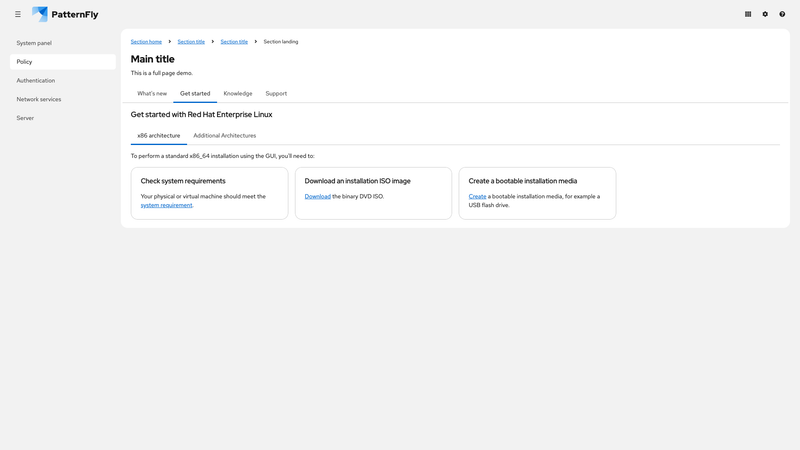 PatternFly
System panel
Policy
Authentication
Network services
Server
Section home > Section title > Section title > Section landing
Main title
This is a full page demo.
What's new Get started Knowledge Support
Get started with Red Hat Enterprise Linux
x86 architecture Additional Architectures
To perform a standard x86_64 installation using the GUI, you'll need to:
Check system requirements
Your physical or virtual machine should meet the
system requirement.
Download an installation ISO image
Download the binary DVD ISO.
Create a bootable installation media
Create a bootable installation media, for example a
USB flash drive.